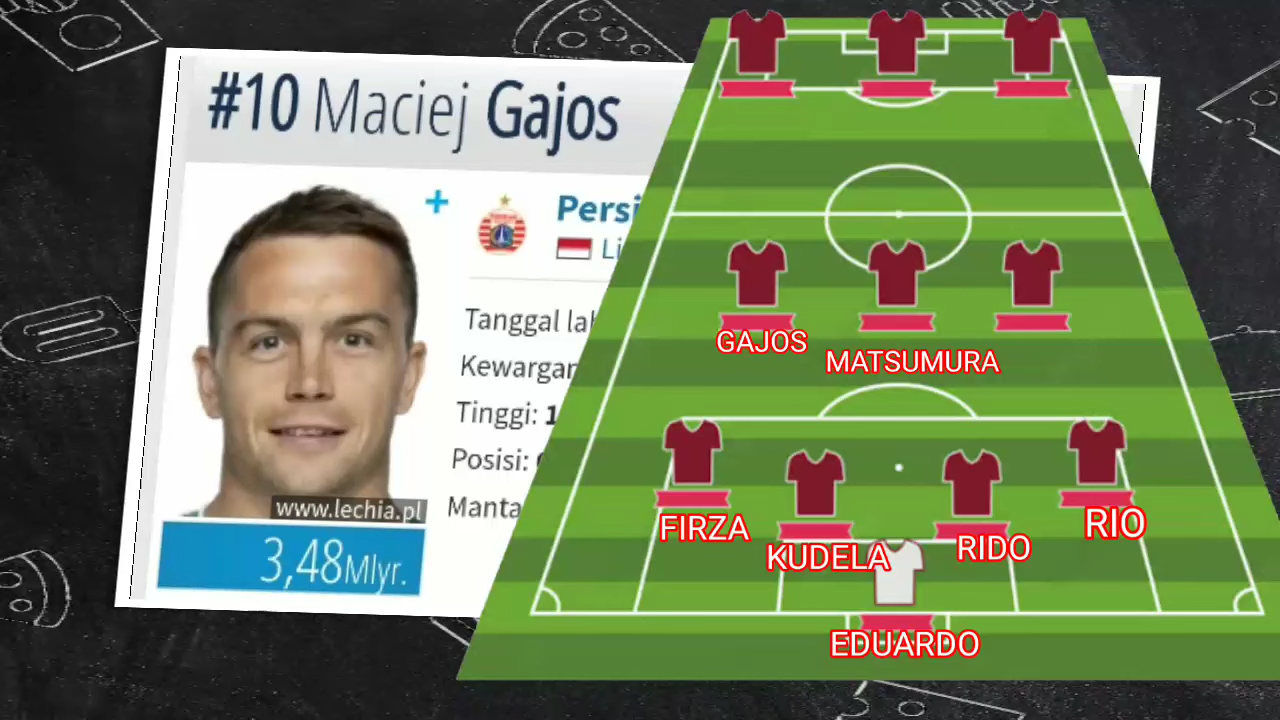 #10 Maciej Gajos
+
Persi
Li
Tanggal lah
Kewargar
Tinggi: 1
Posisi:
Manta
www.lechia.pl
3,48Mlyr.
GAJOS
MATSUMURA
FIRZA
KUDELA
RIDO
RIO
EDUARDO